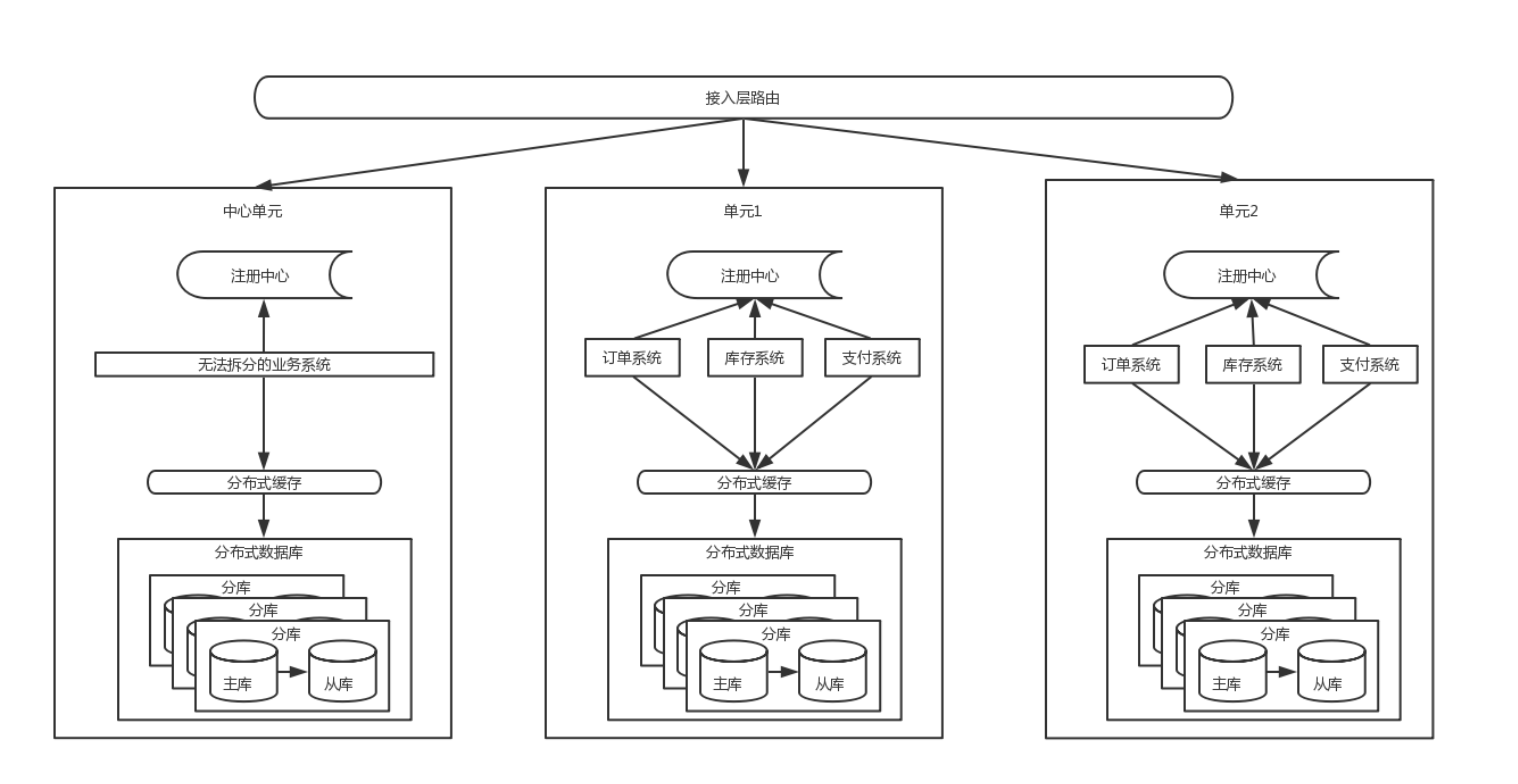 接入层路由
中心单元
注册中心
无法拆分的业务系统
分布式缓存
分布式数据库
分库
分库
分库
主库
从库
单元1
注册中心
订单系统
库存系统
支付系统
分布式缓存
分布式数据库
分库
分库
分库
主库
从库
单元2
注册中心
订单系统
库存系统
支付系统
分布式缓存
分布式数据库
分库
分库
分库
主库
从库